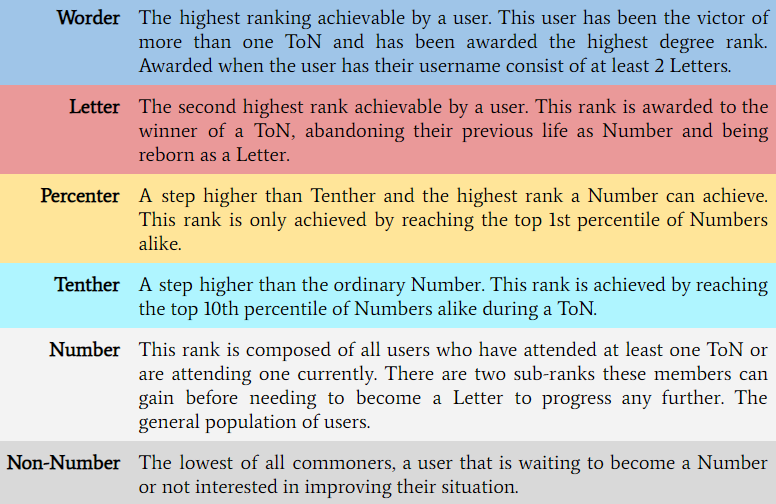 Worder The highest ranking achievable by a user. This user has been the victor of
more than one ToN and has been awarded the highest degree rank.
Awarded when the user has their username consist of at least 2 Letters.
Letter The second highest rank achievable by a user. This rank is awarded to the
winner of a ToN, abandoning their previous life as Number and being
reborn as a Letter.
Percenter A step higher than Tenther and the highest rank a Number can achieve.
This rank is only achieved by reaching the top 1st percentile of Numbers
alike.
Tenther A step higher than the ordinary Number. This rank is achieved by reaching
the top 10th percentile of Numbers alike during a ToN.
Number This rank is composed of all users who have attended at least one ToN or
are attending one currently. There are two sub-ranks these members can
gain before needing to become a Letter to progress any further. The
general population of users.
Non-Number The lowest of all commoners, a user that is waiting to become a Number
or not interested in improving their situation.